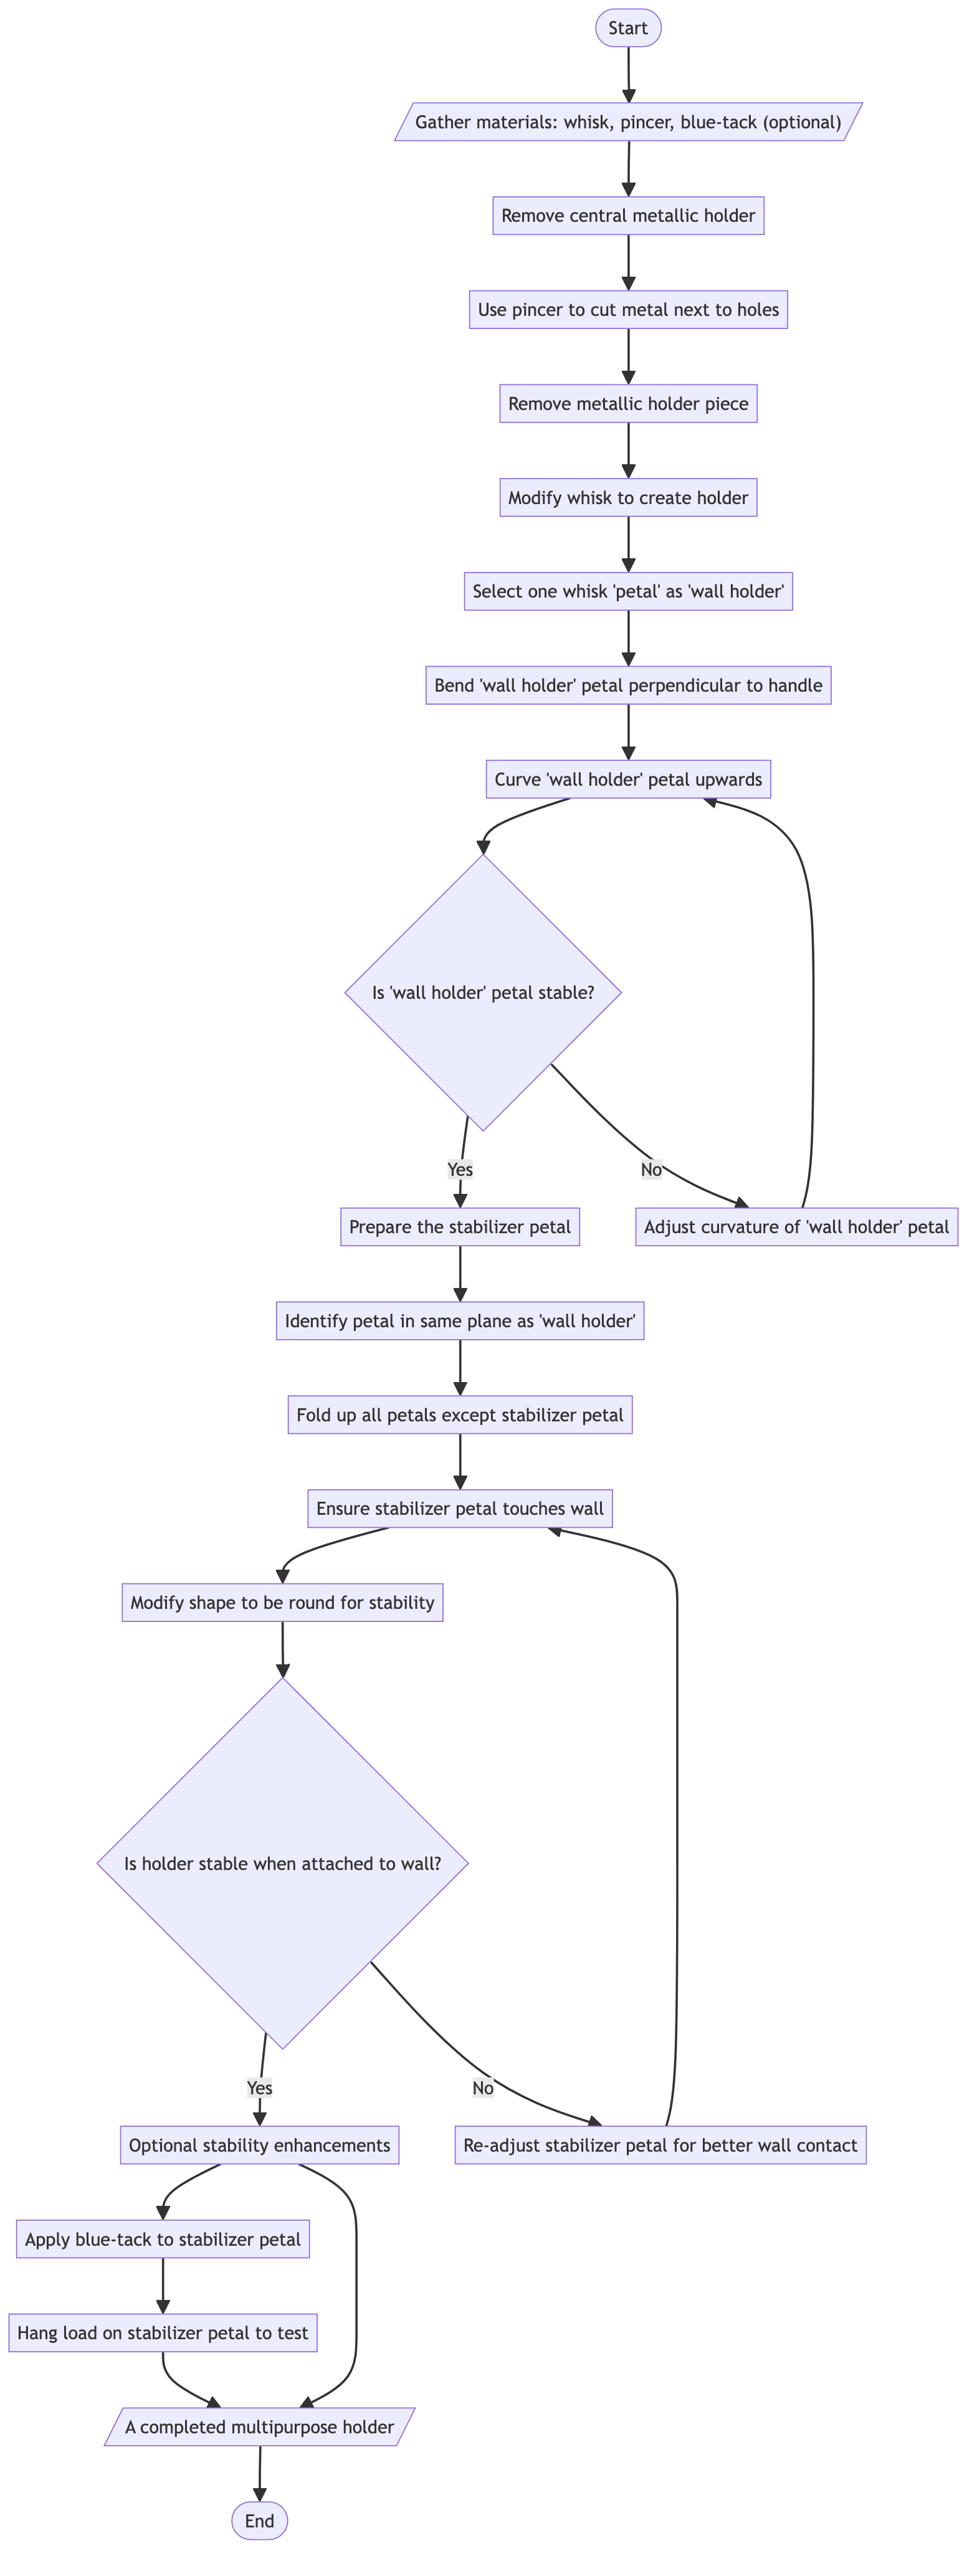 Start
Gather materials: whisk, pincer, blue-tack (optional)
Remove central metallic holder
Use pincer to cut metal next to holes
Remove metallic holder piece
Modify whisk to create holder
Select one whisk 'petal' as 'wall holder'
Bend 'wall holder' petal perpendicular to handle
Curve 'wall holder' petal upwards
Is 'wall holder' petal stable?
Yes
No
Prepare the stabilizer petal
Adjust curvature of 'wall holder' petal
Identify petal in same plane as 'wall holder'
Fold up all petals except stabilizer petal
Ensure stabilizer petal touches wall
Modify shape to be round for stability
Is holder stable when attached to wall?
Yes
No
Optional stability enhancements
Re-adjust stabilizer petal for better wall contact
Apply blue-tack to stabilizer petal
Hang load on stabilizer petal to test
A completed multipurpose holder
End